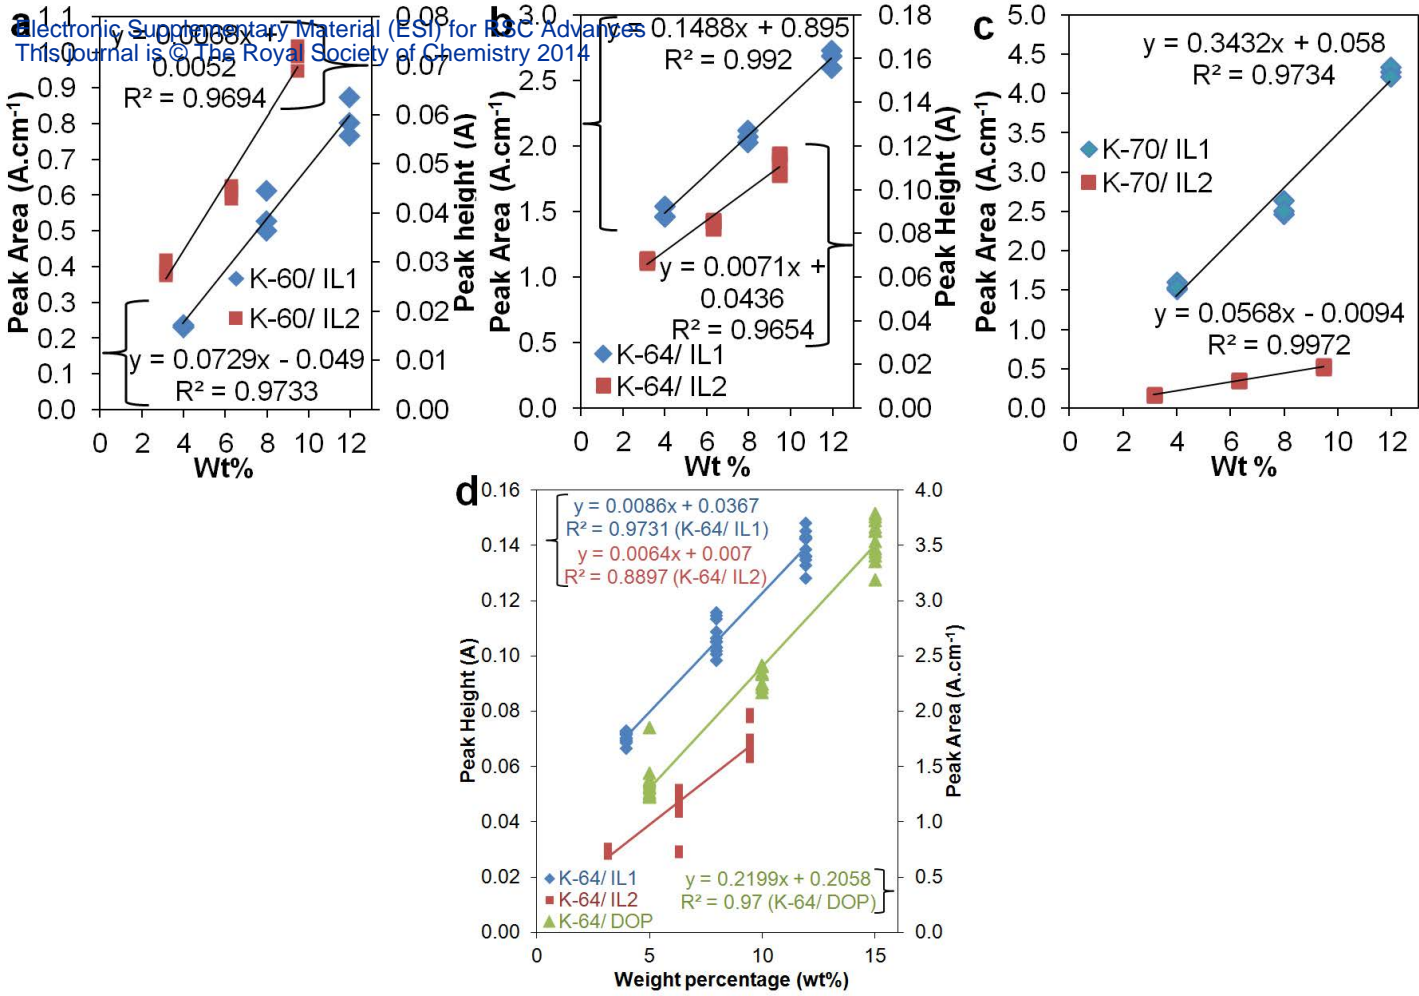 Electronic Supplementary Material (ESI) for RSC Advances
This journal is © The Royal Society of Chemistry 2014
a
y = 0.0068x +
0.0052
R² = 0.9694
1.1
1.0
0.9
0.8
0.7
0.6
0.5
0.4
0.3
0.2
0.1
0.0
Peak Area (A.cm⁻¹)
0.08
0.07
0.06
0.05
0.04
0.03
0.02
0.01
0.00
Peak height (A)
K-60/ IL1
K-60/ IL2
y = 0.0729x - 0.049
R² = 0.9733
0 2 4 6 8 10 12
Wt%
b
y = 0.1488x + 0.895
R² = 0.992
3.0
2.5
2.0
1.5
1.0
0.5
0.0
Peak Area (A.cm⁻¹)
0.18
0.16
0.14
0.12
0.10
0.08
0.06
0.04
0.02
0.00
Peak Height (A)
y = 0.0071x +
0.0436
R² = 0.9654
K-64/ IL1
K-64/ IL2
0 2 4 6 8 10 12
Wt %
c
y = 0.3432x + 0.058
R² = 0.9734
5.0
4.5
4.0
3.5
3.0
2.5
2.0
1.5
1.0
0.5
0.0
Peak Area (A.cm⁻¹)
K-70/ IL1
K-70/ IL2
y = 0.0568x - 0.0094
R² = 0.9972
0 2 4 6 8 10 12
Wt %
d
y = 0.0086x + 0.0367
R² = 0.9731 (K-64/ IL1)
y = 0.0064x + 0.007
R² = 0.8897 (K-64/ IL2)
0.16
0.14
0.12
0.10
0.08
0.06
0.04
0.02
0.00
Peak Height (A)
4.0
3.5
3.0
2.5
2.0
1.5
1.0
0.5
0.0
Peak Area (A.cm⁻¹)
K-64/ IL1
K-64/ IL2
K-64/ DOP
y = 0.2199x + 0.2058
R² = 0.97 (K-64/ DOP)
0 5 10 15
Weight percentage (wt%)